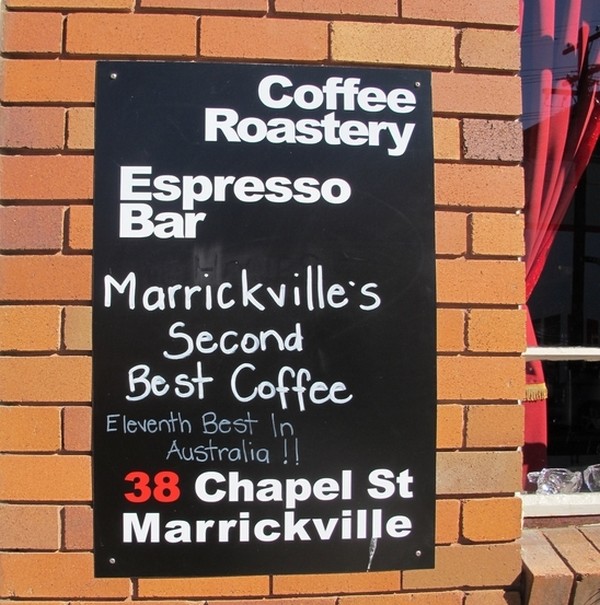 Coffee
Roastery
Espresso
Bar
Marrickville's
Second
Best Coffee
Eleventh Best In
Australia !!
38 Chapel St
Marrickville